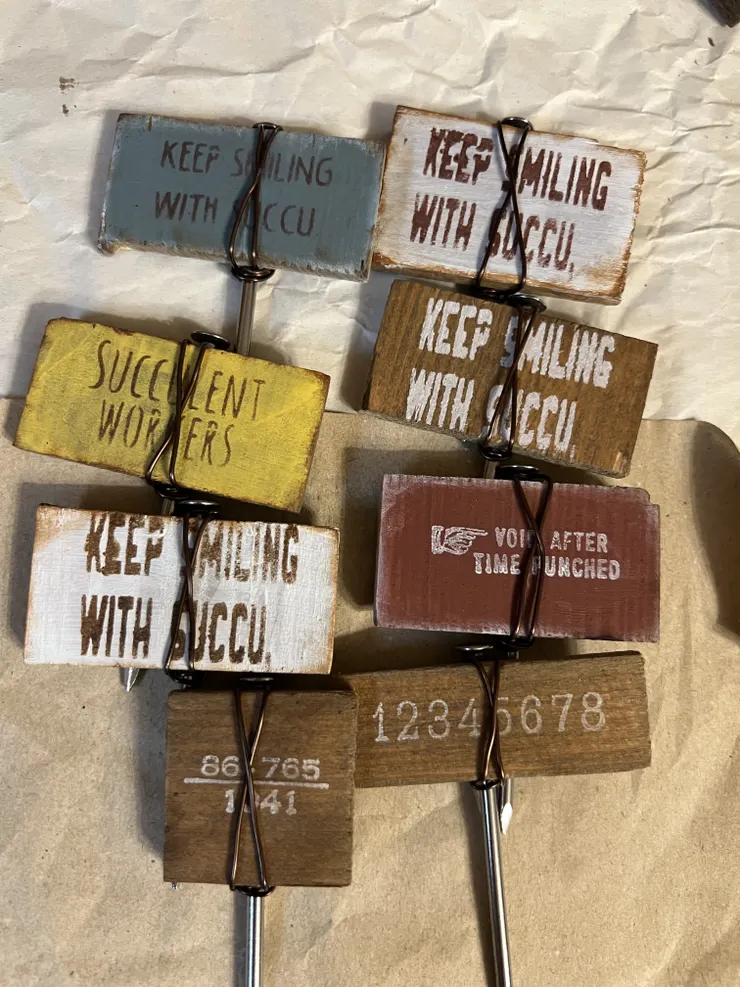 KEEP SMILING
WITH SUCCU
KEEP SMILING
WITH SUCCU.
SUCCULENT
WORKERS
KEEP SMILING
WITH SUCCU.
KEEP SMILING
WITH SUCCU.
VOID AFTER
TIME PUNCHED
12345678
765